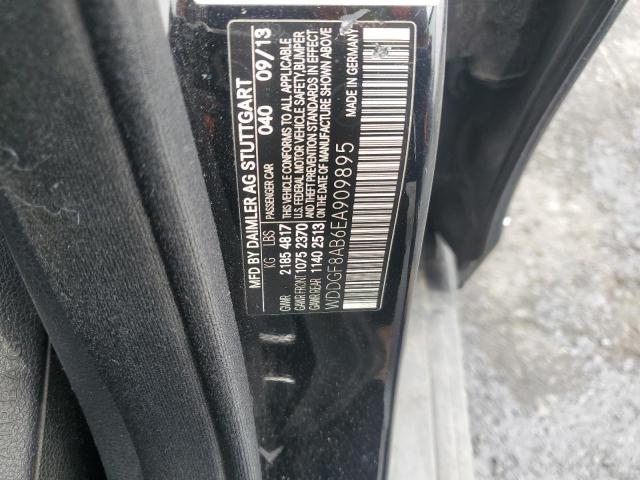 MFD BY DAIMLER AG STUTTGART
PASSENGER CAR 040 09/13
KG LBS
GVWR 2185 4817
GAWR FRONT 1075 2370
GAWR REAR 1140 2513
THIS VEHICLE CONFORMS TO ALL APPLICABLE
U.S. FEDERAL MOTOR VEHICLE SAFETY, BUMPER
AND THEFT PREVENTION STANDARDS IN EFFECT
ON THE DATE OF MANUFACTURE SHOWN ABOVE
WDDGF8AB6EA909895
MADE IN GERMANY